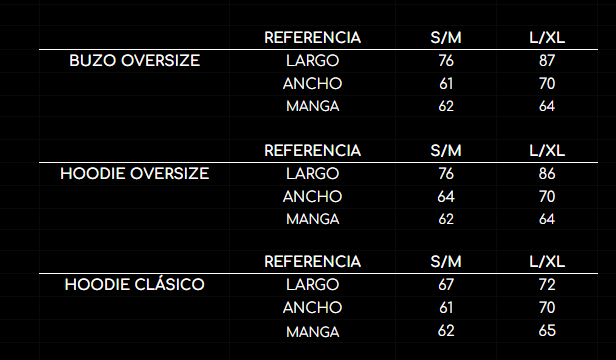 REFERENCIA S/M L/XL
BUZO OVERSIZE LARGO 76 87
ANCHO 61 70
MANGA 62 64
REFERENCIA S/M L/XL
HOODIE OVERSIZE LARGO 76 86
ANCHO 64 70
MANGA 62 64
REFERENCIA S/M L/XL
HOODIE CLÁSICO LARGO 67 72
ANCHO 61 70
MANGA 62 65